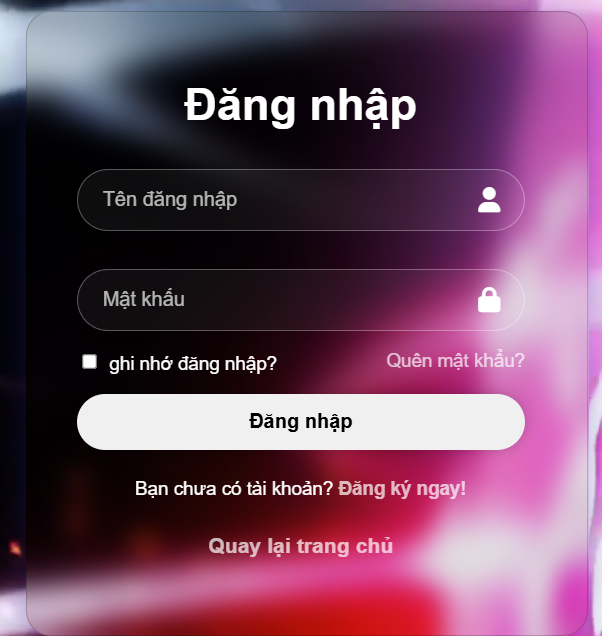 Đăng nhập
Tên đăng nhập
Mật khấu
ghi nhớ đăng nhập? Quên mật khẩu?
Đăng nhập
Bạn chưa có tài khoản? Đăng ký ngay!
Quay lại trang chủ